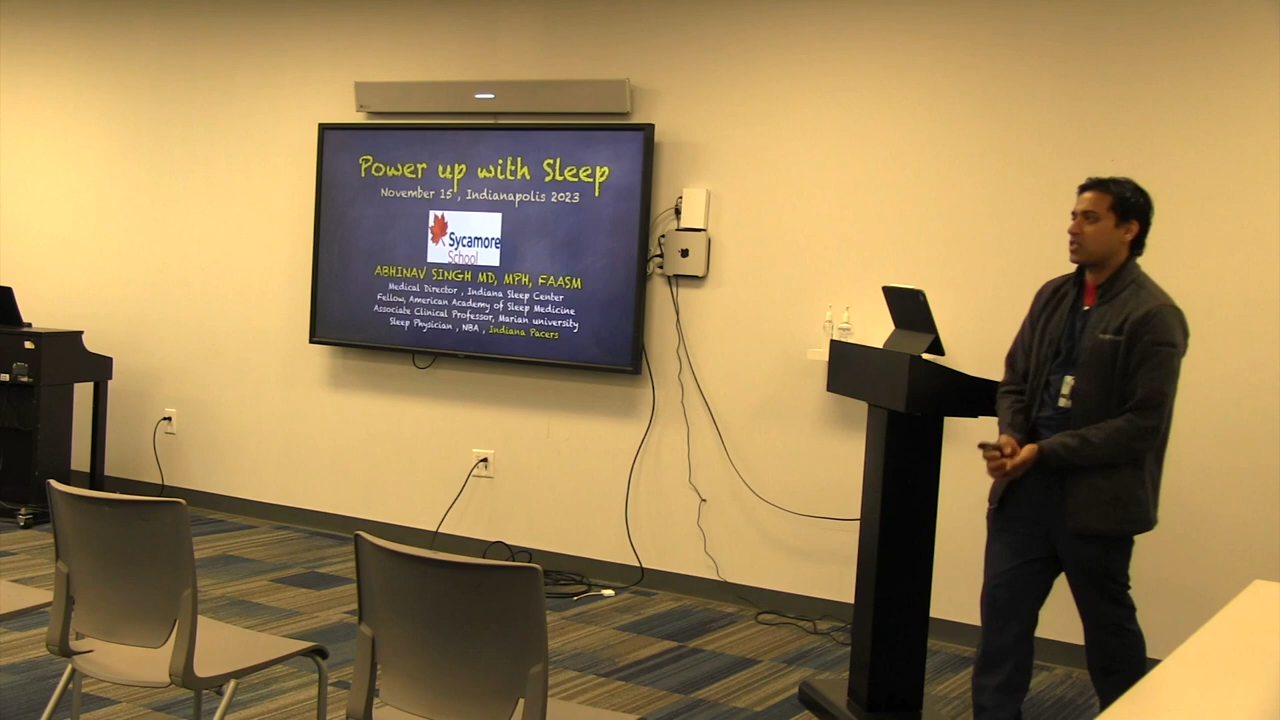 Power up with Sleep
November 15, Indianapolis 2023
Sycamore
School
ABHINAV SINGH MD, MPH, FAASM
Medical Director, Indiana Sleep Center
Fellow, American Academy of Sleep Medicine
Associate Clinical Professor, Marian university
Sleep Physician, NBA, Indiana Pacers